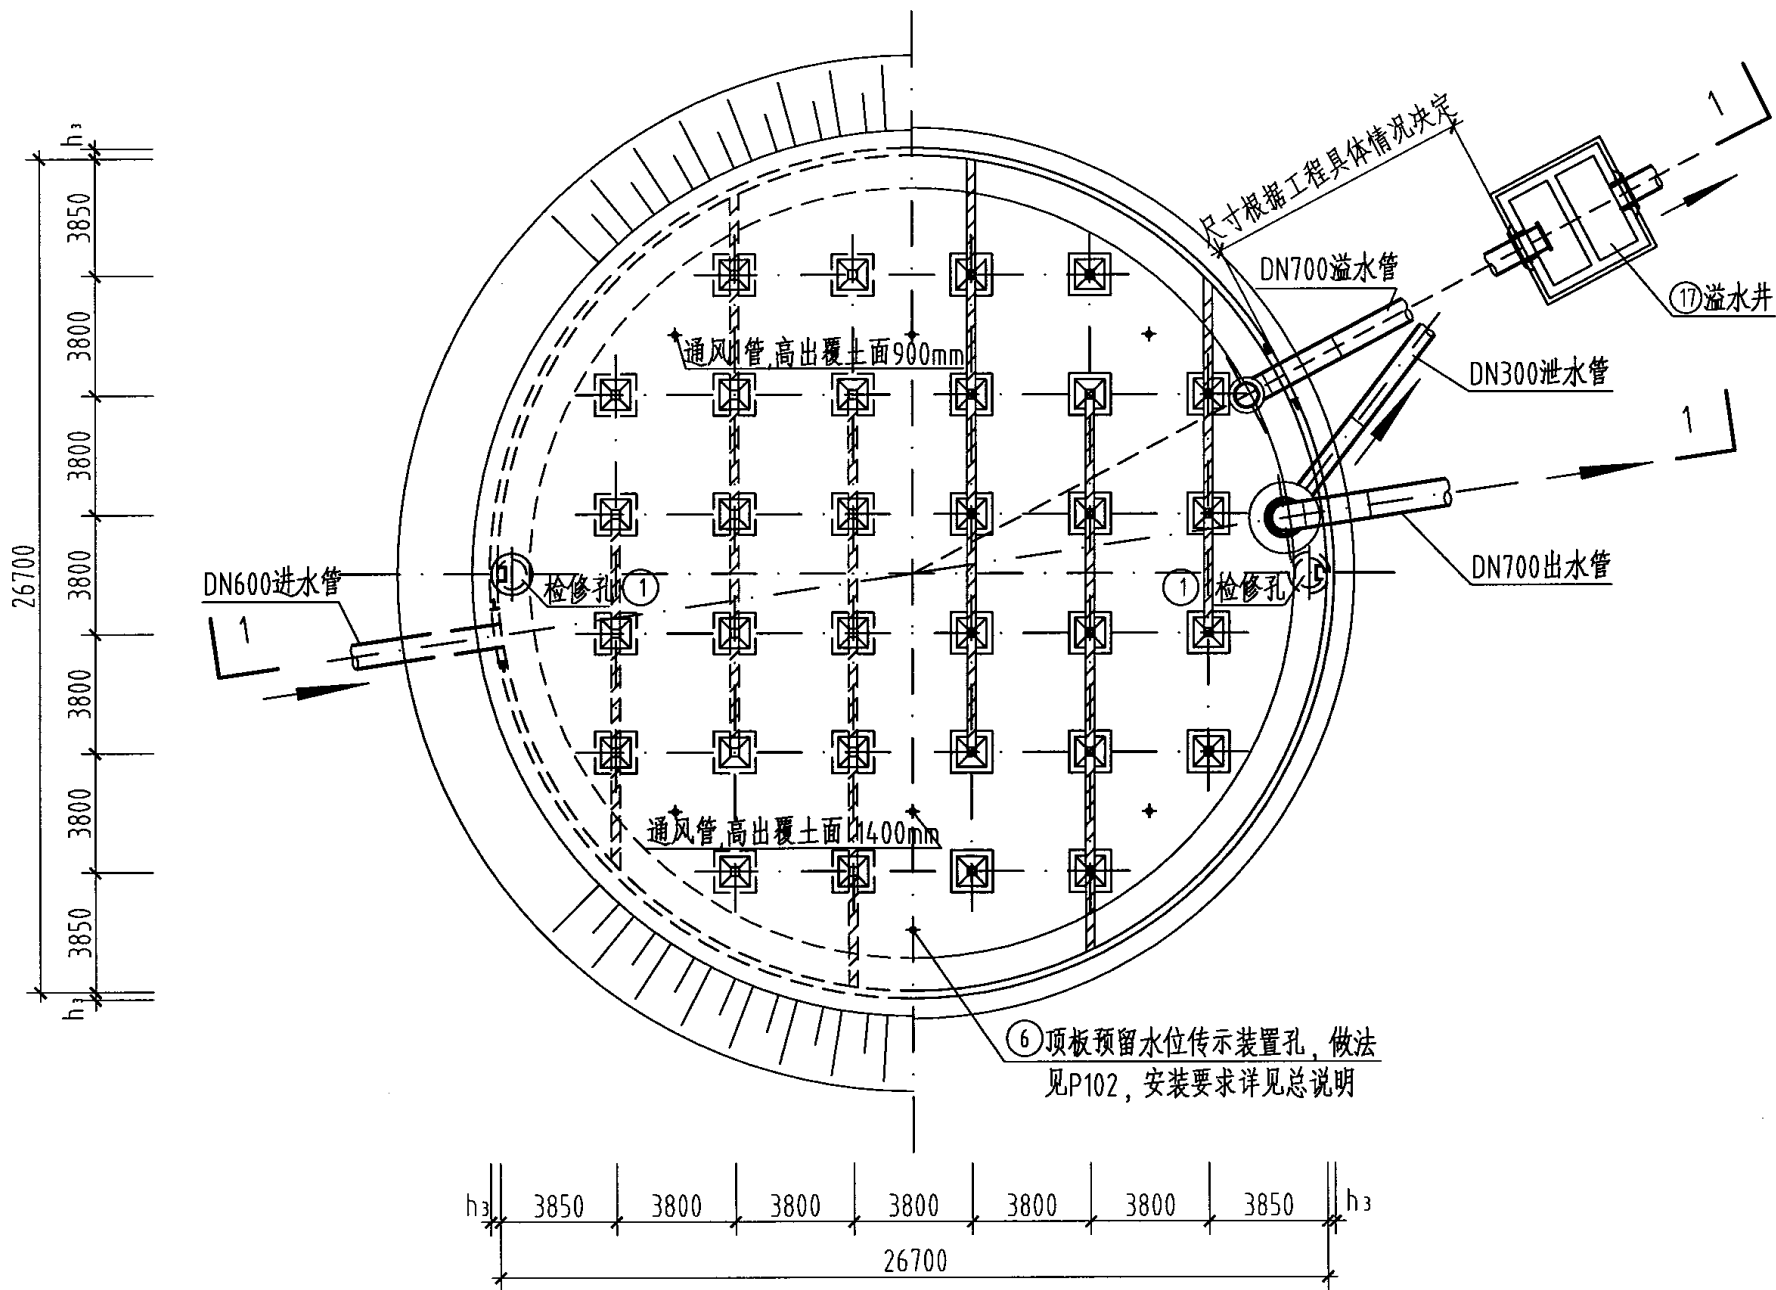 1
尺寸根据工程具体情况决定
DN700溢水管
⑰溢水井
DN300泄水管
1
DN700出水管
通风管,高出覆土面900mm
DN600进水管
检修孔①
①检修孔
1
通风管,高出覆土面1400mm
⑥顶板预留水位传示装置孔,做法
见P102,安装要求详见总说明
h₃
3850
3800
3800
3800
3800
3800
3850
h₃
26700
h₃ 3850 3800 3800 3800 3800 3800 3850 h₃
26700